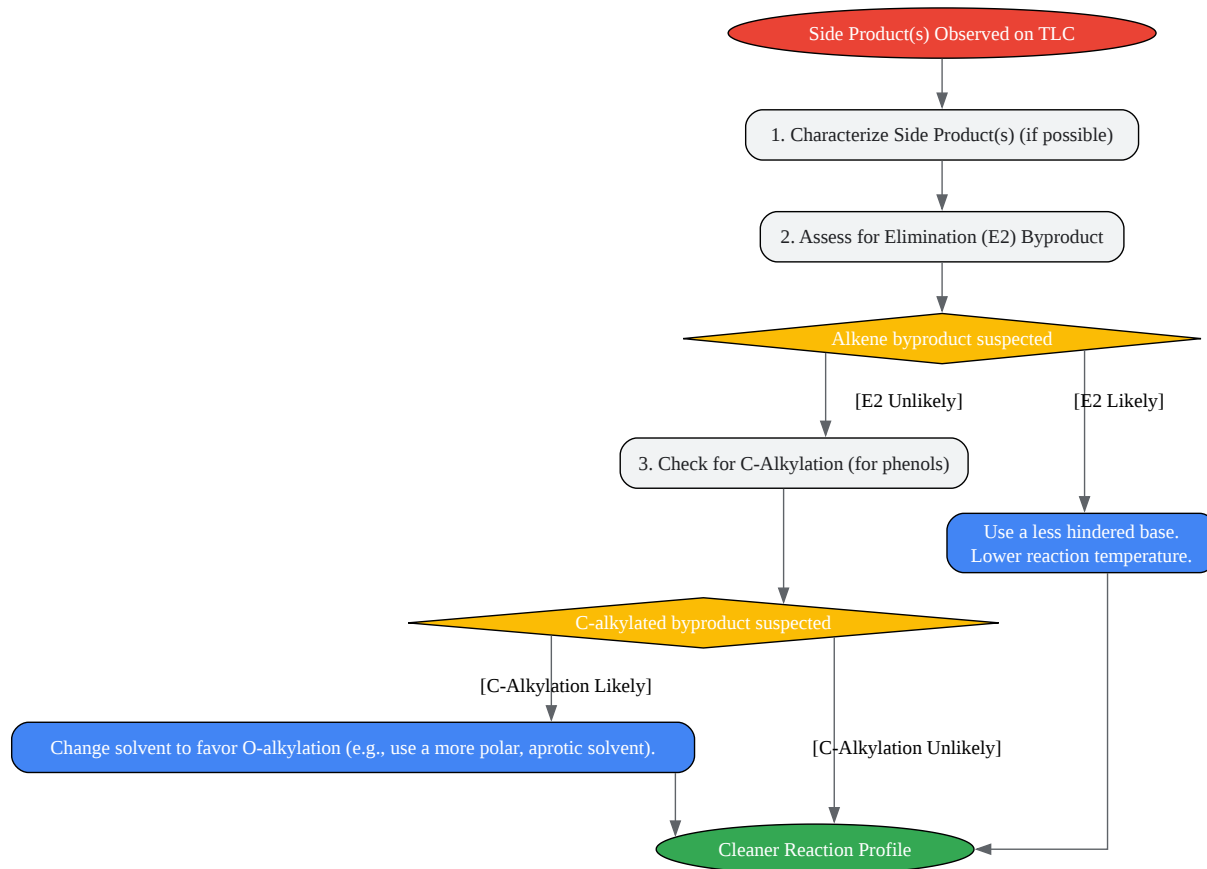 Side Product(s) Observed on TLC
1. Characterize Side Product(s) (if possible)
2. Assess for Elimination (E2) Byproduct
Alkene byproduct suspected
[E2 Unlikely]
[E2 Likely]
3. Check for C-Alkylation (for phenols)
Use a less hindered base.
Lower reaction temperature.
C-alkylated byproduct suspected
[C-Alkylation Likely]
Change solvent to favor O-alkylation (e.g., use a more polar, aprotic solvent).
[C-Alkylation Unlikely]
Cleaner Reaction Profile